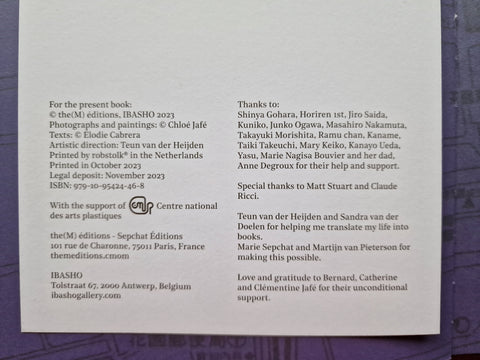 For the present book:
© the(M) éditions, IBASHO 2023
Photographs and paintings: © Chloé Jafé
Texts: © Élodie Cabrera
Artistic direction: Teun van der Heijden
Printed by robstolk® in the Netherlands
Printed in October 2023
Legal deposit: November 2023
ISBN: 979-10-95424-46-8
With the support of cnap Centre national
des arts plastiques
the(M) éditions - Sepchat Éditions
101 rue de Charonne, 75011 Paris, France
themeditions.cmom
IBASHO
Tolstraat 67, 2000 Antwerp, Belgium
ibashogallery.com
Thanks to:
Shinya Gohara, Horiren 1st, Jiro Saida,
Kuniko, Junko Ogawa, Masahiro Nakamuta,
Takayuki Morishita, Ramu chan, Kaname,
Taiki Takeuchi, Mary Keiko, Kanayo Ueda,
Yasu, Marie Nagisa Bouvier and her dad,
Anne Degroux for their help and support.
Special thanks to Matt Stuart and Claude
Ricci.
Teun van der Heijden and Sandra van der
Doelen for helping me translate my life into
books.
Marie Sepchat and Martijn van Pieterson for
making this possible.
Love and gratitude to Bernard, Catherine
and Clémentine Jafé for their unconditional
support.